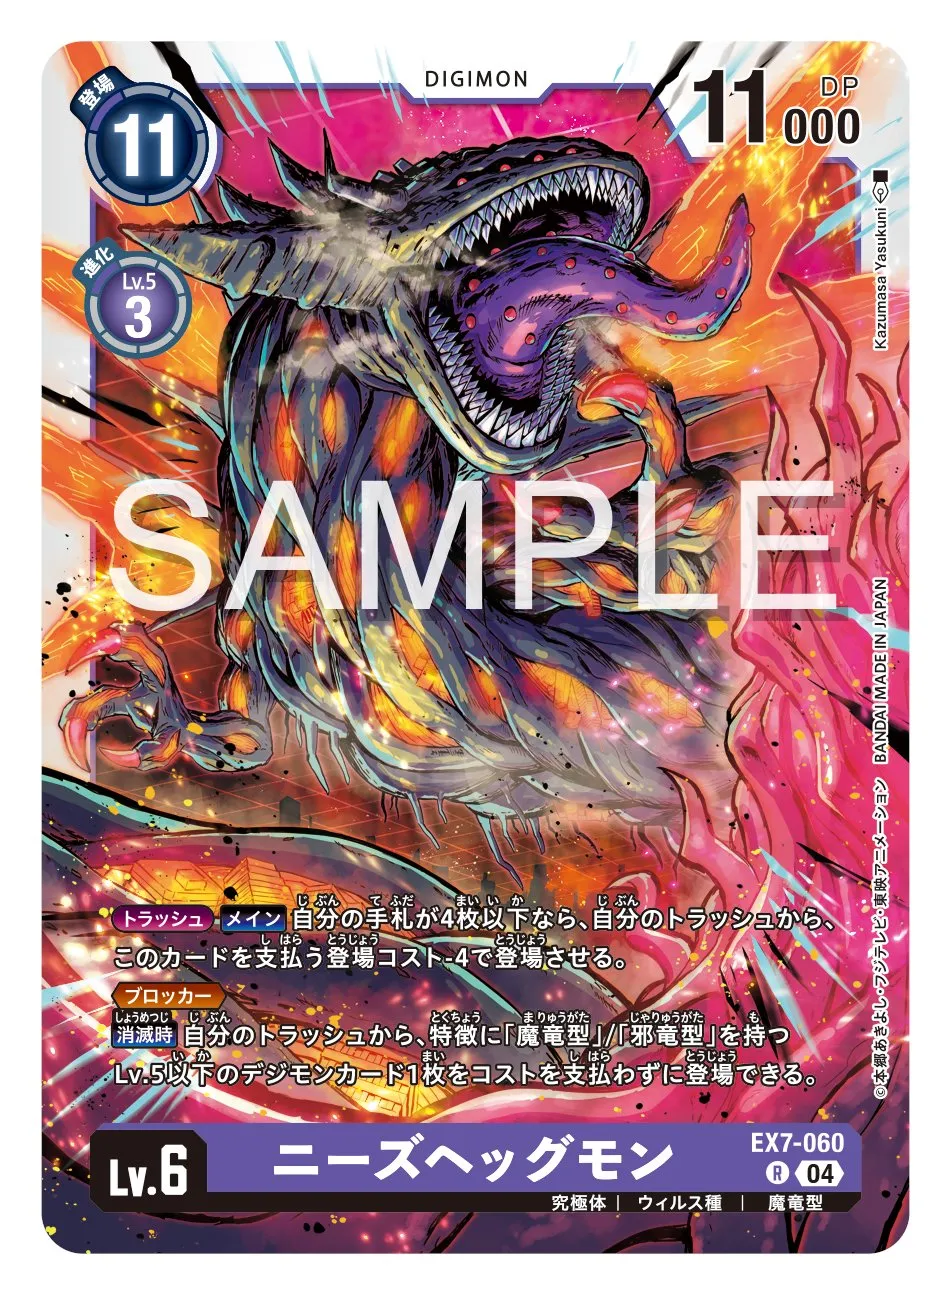 DIGIMON
登場
11
11000
DP
進化
Lv.5
3
Kazumasa Yasukuni
SAMPLE
BANDAI MADE IN JAPAN
©本郷あきよし・フジテレビ・東映アニメーション
トラッシュ メイン 自分の手札が4枚以下なら、自分のトラッシュから、
このカードを支払う登場コスト-4で登場させる。
ブロッカー
消滅時 自分のトラッシュから、特徴に「魔竜型」/「邪竜型」を持つ
Lv.5以下のデジモンカード1枚をコストを支払わずに登場できる。
Lv.6
ニーズヘッグモン
EX7-060
R 04
究極体 | ウィルス種 | 魔竜型